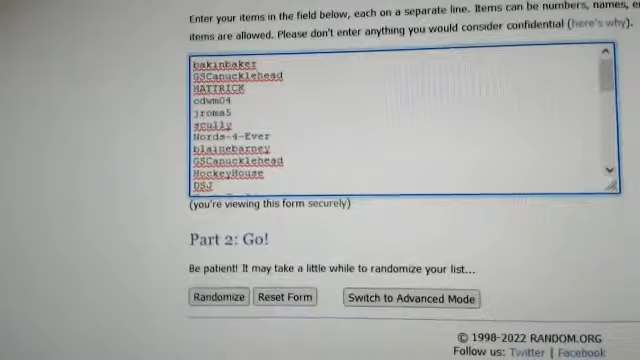 Enter your items in the field below, each on a separate line. Items can be numbers, names,
items are allowed. Please don't enter anything you would consider confidential (here's why).
bakinbaker
GSCanucklehead
HATTRICK
cdwm04
jroma5
scully
Nords-4-Ever
blainebarney
GSCanucklehead
HockeyHouse
DSJ
(you're viewing this form securely)
Part 2: Go!
Be patient! It may take a little while to randomize your list...
Randomize Reset Form Switch to Advanced Mode
© 1998-2022 RANDOM.ORG
Follow us: Twitter | Facebook